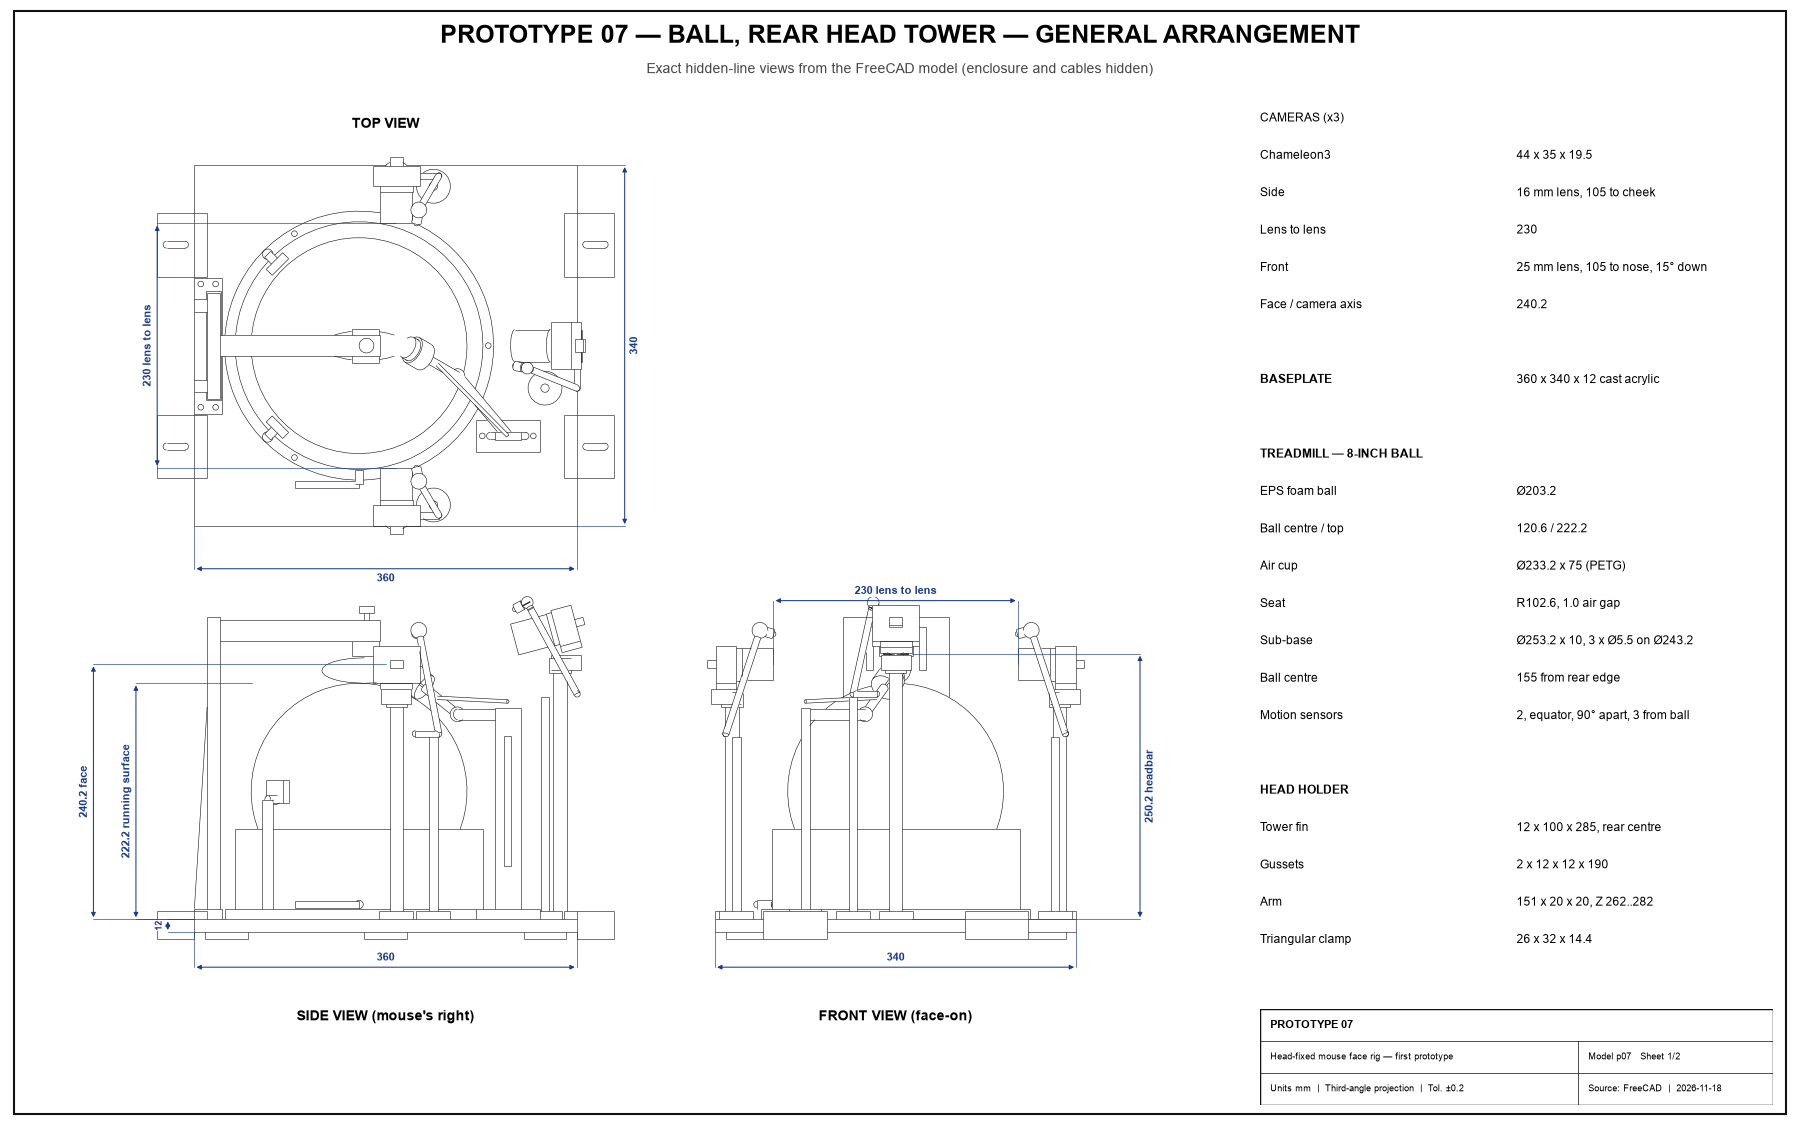 PROTOTYPE 07 — BALL, REAR HEAD TOWER — GENERAL ARRANGEMENT
Exact hidden-line views from the FreeCAD model (enclosure and cables hidden)
TOP VIEW
230 lens to lens
340
360
240.2 face
222.2 running surface
12
360
SIDE VIEW (mouse's right)
230 lens to lens
250.2 headbar
340
FRONT VIEW (face-on)
CAMERAS (x3)
Chameleon3 44 x 35 x 19.5
Side 16 mm lens, 105 to cheek
Lens to lens 230
Front 25 mm lens, 105 to nose, 15° down
Face / camera axis 240.2
BASEPLATE 360 x 340 x 12 cast acrylic
TREADMILL — 8-INCH BALL
EPS foam ball Ø203.2
Ball centre / top 120.6 / 222.2
Air cup Ø233.2 x 75 (PETG)
Seat R102.6, 1.0 air gap
Sub-base Ø253.2 x 10, 3 x Ø5.5 on Ø243.2
Ball centre 155 from rear edge
Motion sensors 2, equator, 90° apart, 3 from ball
HEAD HOLDER
Tower fin 12 x 100 x 285, rear centre
Gussets 2 x 12 x 12 x 190
Arm 151 x 20 x 20, Z 262..282
Triangular clamp 26 x 32 x 14.4
PROTOTYPE 07
Head-fixed mouse face rig — first prototype Model p07 Sheet 1/2
Units mm | Third-angle projection | Tol. ±0.2 Source: FreeCAD | 2026-11-18